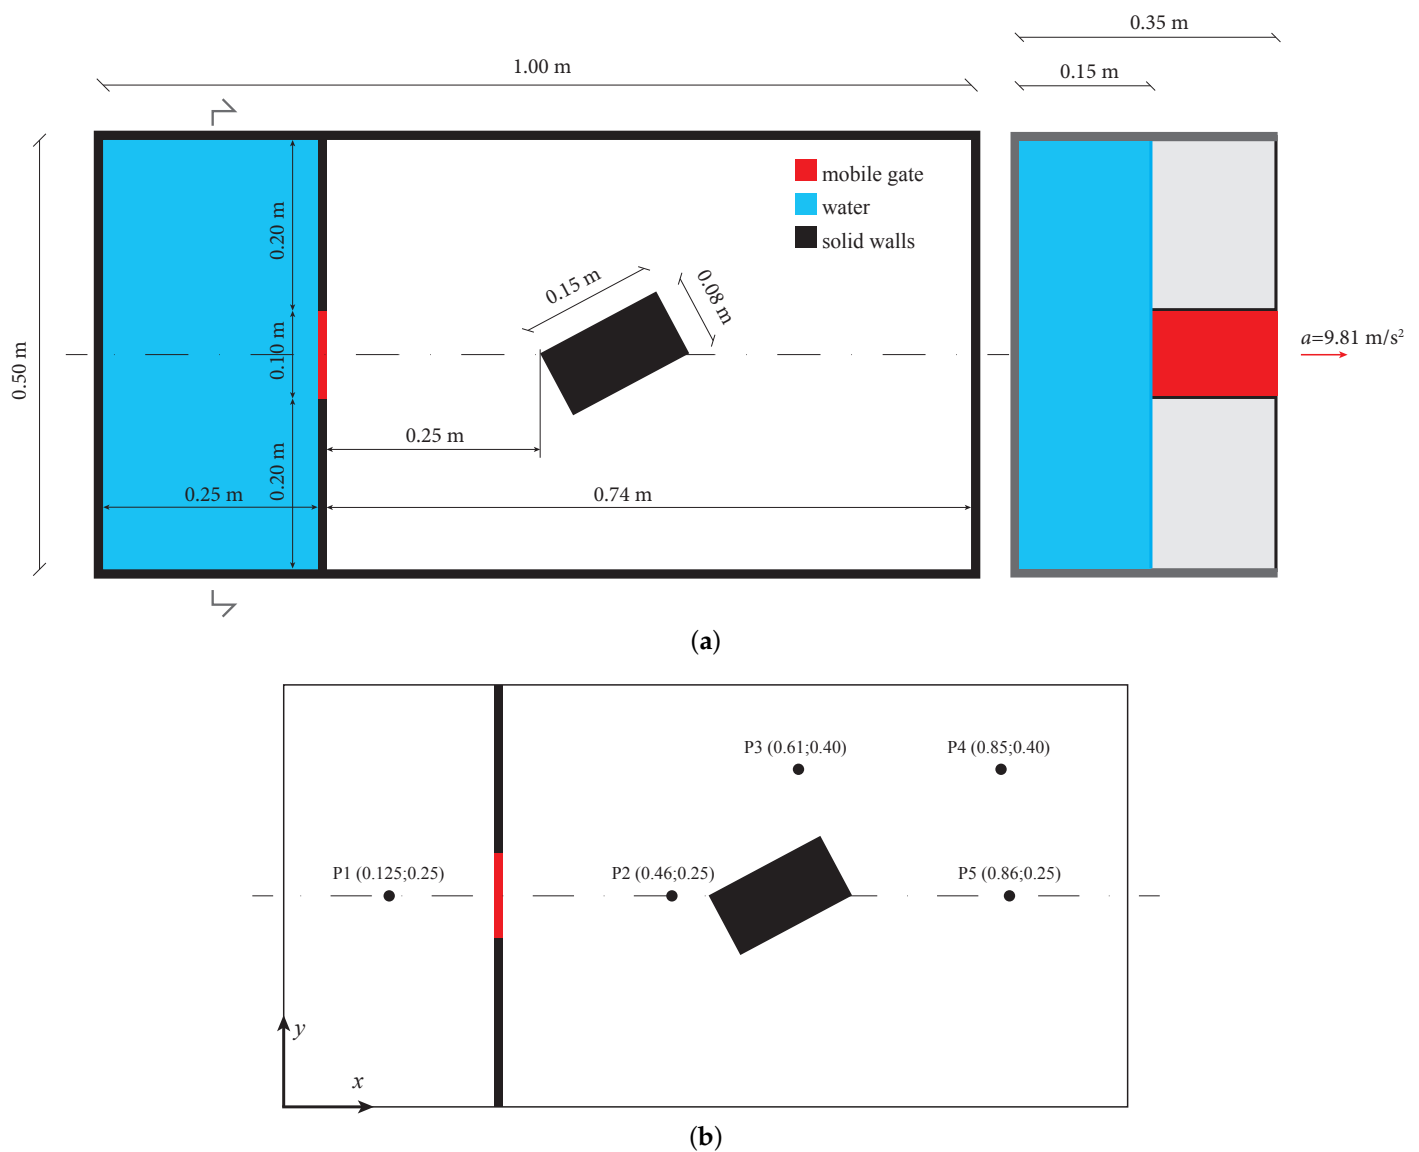 0.35 m
1.00 m
0.15 m
mobile gate
water
solid walls
0.20 m
0.15 m
0.08 m
0.50 m
0.10 m
a=9.81 m/s²
0.25 m
0.20 m
0.25 m
0.74 m
(a)
P3 (0.61;0.40)
P4 (0.85;0.40)
P1 (0.125;0.25)
P2 (0.46;0.25)
P5 (0.86;0.25)
y
x
(b)